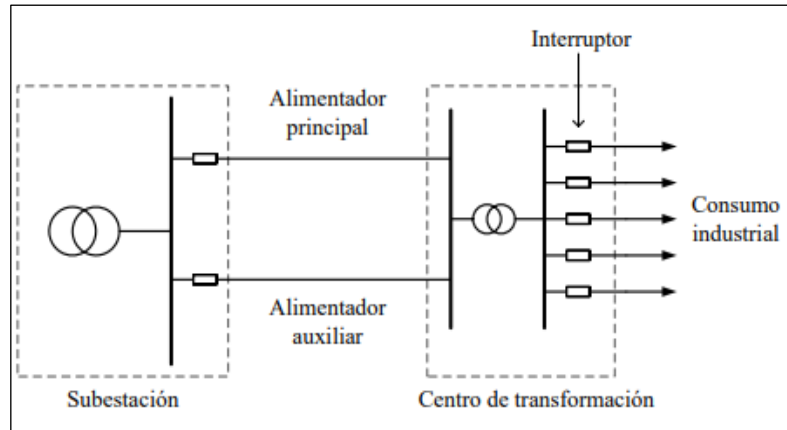 Interruptor
Alimentador
principal
Consumo
industrial
Alimentador
auxiliar
Subestación
Centro de transformación